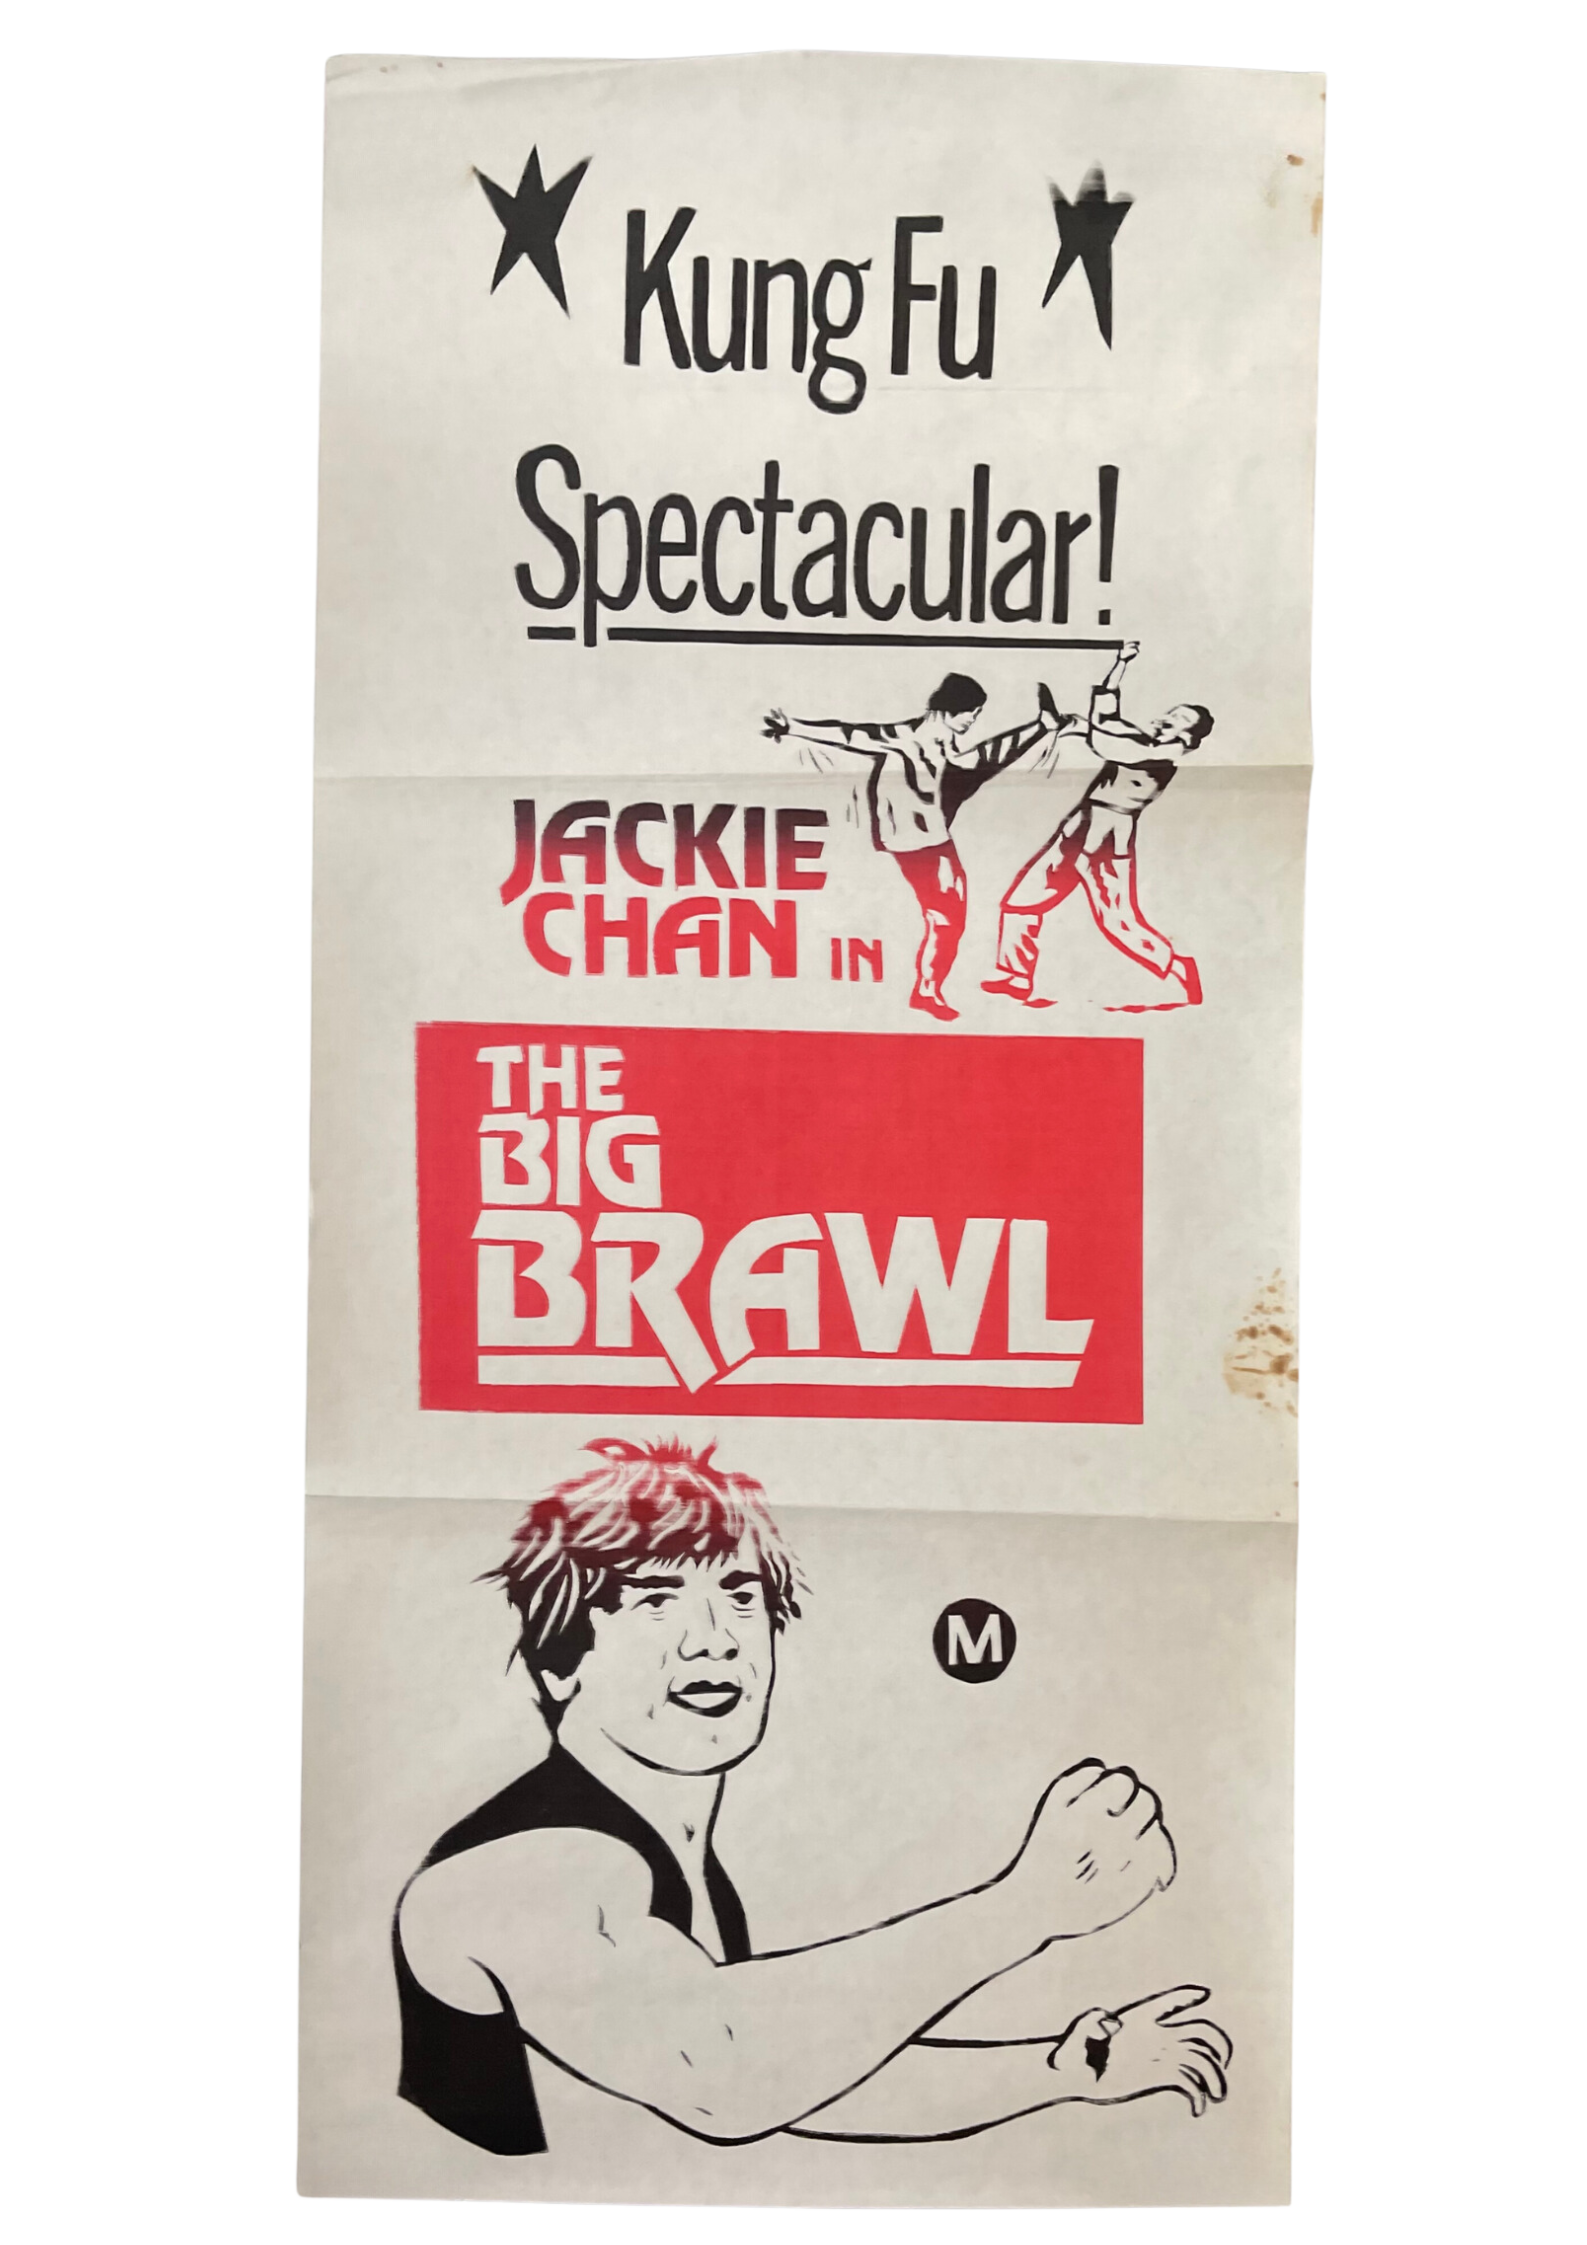 Kung Fu
Spectacular!
JACKIE
CHAN IN
THE
BIG
BRAWL
M